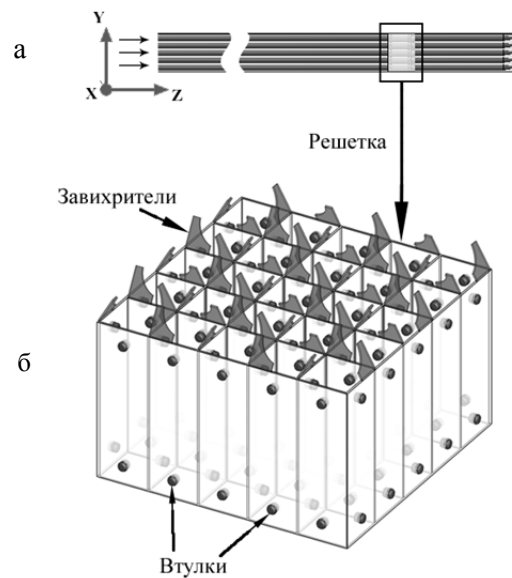 Y
а
X
Z
Решетка
Завихрители
б
Втулки